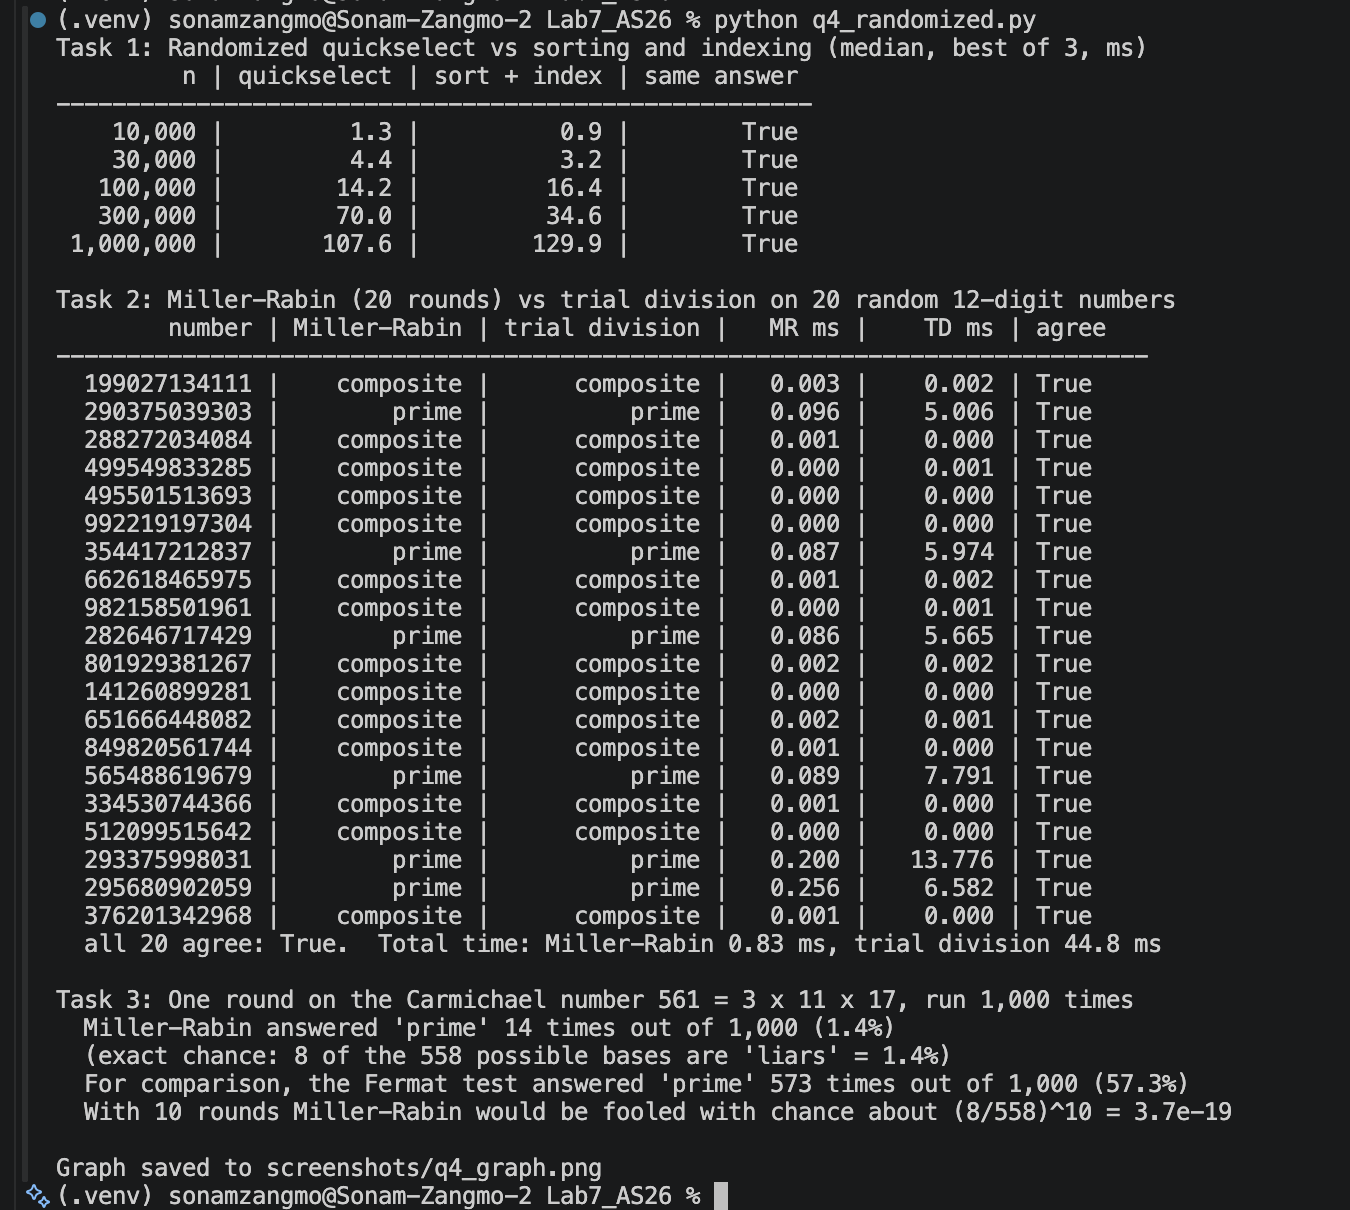 (.venv) sonamzangmo@Sonam-Zangmo-2 Lab7_AS26 % python q4_randomized.py
Task 1: Randomized quickselect vs sorting and indexing (median, best of 3, ms)
         n | quickselect | sort + index | same answer
------------------------------------------------------
    10,000 |         1.3 |          0.9 |        True
    30,000 |         4.4 |          3.2 |        True
   100,000 |        14.2 |         16.4 |        True
   300,000 |        70.0 |         34.6 |        True
 1,000,000 |       107.6 |        129.9 |        True

Task 2: Miller-Rabin (20 rounds) vs trial division on 20 random 12-digit numbers
        number | Miller-Rabin | trial division |   MR ms |    TD ms | agree
------------------------------------------------------------------------------
  199027134111 |    composite |      composite |   0.003 |    0.002 | True
  290375039303 |        prime |          prime |   0.096 |    5.006 | True
  288272034084 |    composite |      composite |   0.001 |    0.000 | True
  499549833285 |    composite |      composite |   0.000 |    0.001 | True
  495501513693 |    composite |      composite |   0.000 |    0.000 | True
  992219197304 |    composite |      composite |   0.000 |    0.000 | True
  354417212837 |        prime |          prime |   0.087 |    5.974 | True
  662618465975 |    composite |      composite |   0.001 |    0.002 | True
  982158501961 |    composite |      composite |   0.000 |    0.001 | True
  282646717429 |        prime |          prime |   0.086 |    5.665 | True
  801929381267 |    composite |      composite |   0.002 |    0.002 | True
  141260899281 |    composite |      composite |   0.000 |    0.000 | True
  651666448082 |    composite |      composite |   0.002 |    0.001 | True
  849820561744 |    composite |      composite |   0.001 |    0.000 | True
  565488619679 |        prime |          prime |   0.089 |    7.791 | True
  334530744366 |    composite |      composite |   0.001 |    0.000 | True
  512099515642 |    composite |      composite |   0.000 |    0.000 | True
  293375998031 |        prime |          prime |   0.200 |   13.776 | True
  295680902059 |        prime |          prime |   0.256 |    6.582 | True
  376201342968 |    composite |      composite |   0.001 |    0.000 | True
  all 20 agree: True.  Total time: Miller-Rabin 0.83 ms, trial division 44.8 ms

Task 3: One round on the Carmichael number 561 = 3 x 11 x 17, run 1,000 times
  Miller-Rabin answered 'prime' 14 times out of 1,000 (1.4%)
  (exact chance: 8 of the 558 possible bases are 'liars' = 1.4%)
  For comparison, the Fermat test answered 'prime' 573 times out of 1,000 (57.3%)
  With 10 rounds Miller-Rabin would be fooled with chance about (8/558)^10 = 3.7e-19

Graph saved to screenshots/q4_graph.png
(.venv) sonamzangmo@Sonam-Zangmo-2 Lab7_AS26 %